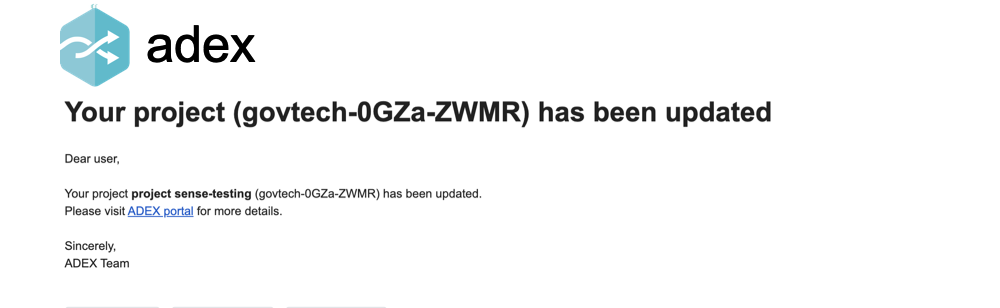 adex
Your project (govtech-0GZa-ZWMR) has been updated
Dear user,
Your project project sense-testing (govtech-0GZa-ZWMR) has been updated.
Please visit ADEX portal for more details.
Sincerely,
ADEX Team